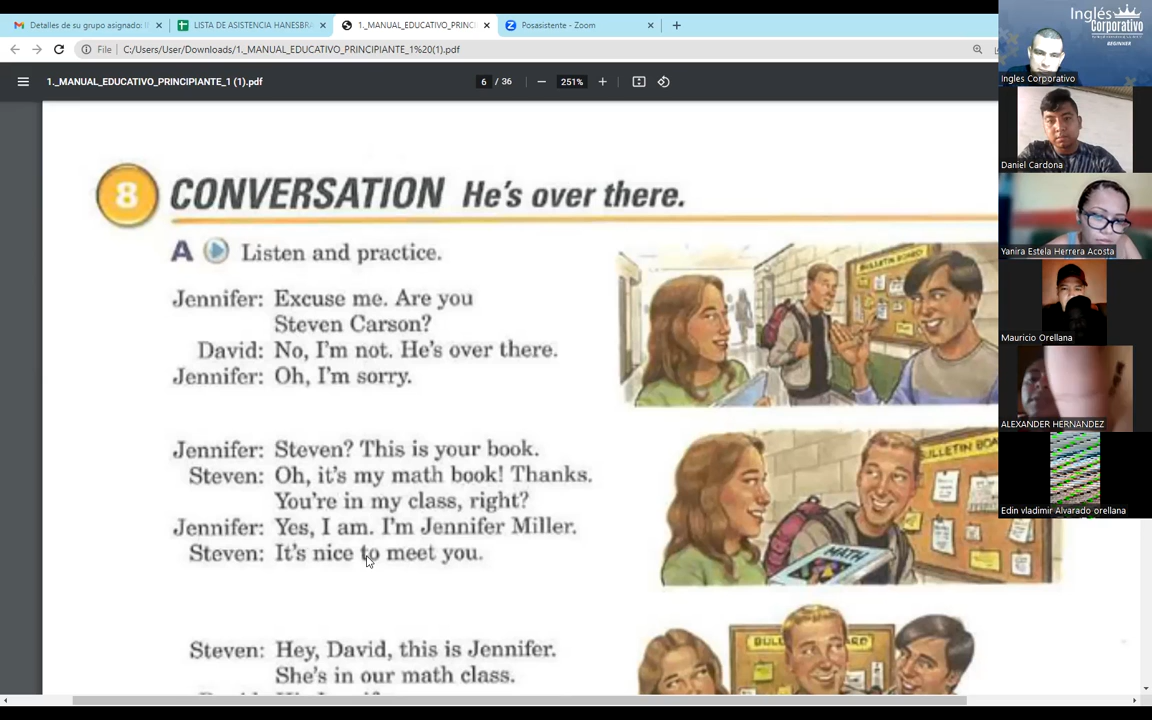 Detalles de su grupo asignado: I
LISTA DE ASISTENCIA HANESBRA
1._MANUAL_EDUCATIVO_PRINCI
Posasistente - Zoom
File
C:/Users/User/Downloads/1._MANUAL_EDUCATIVO_PRINCIPIANTE_1%20(1).pdf
1._MANUAL_EDUCATIVO_PRINCIPIANTE_1 (1).pdf
6 / 36
251%
8 CONVERSATION He's over there.
A Listen and practice.
Jennifer: Excuse me. Are you
Steven Carson?
David: No, I'm not. He's over there.
Jennifer: Oh, I'm sorry.
BULLETIN BOARD
Jennifer: Steven? This is your book.
Steven: Oh, it's my math book! Thanks.
You're in my class, right?
Jennifer: Yes, I am. I'm Jennifer Miller.
Steven: It's nice to meet you.
BULLETIN BOA
MATH
Steven: Hey, David, this is Jennifer.
She's in our math class.
Inglés
Corporativo
BEGINNER
Ingles Corporativo
Daniel Cardona
Yanira Estela Herrera Acosta
Mauricio Orellana
ALEXANDER HERNANDEZ
Edin vladimir Alvarado orellana